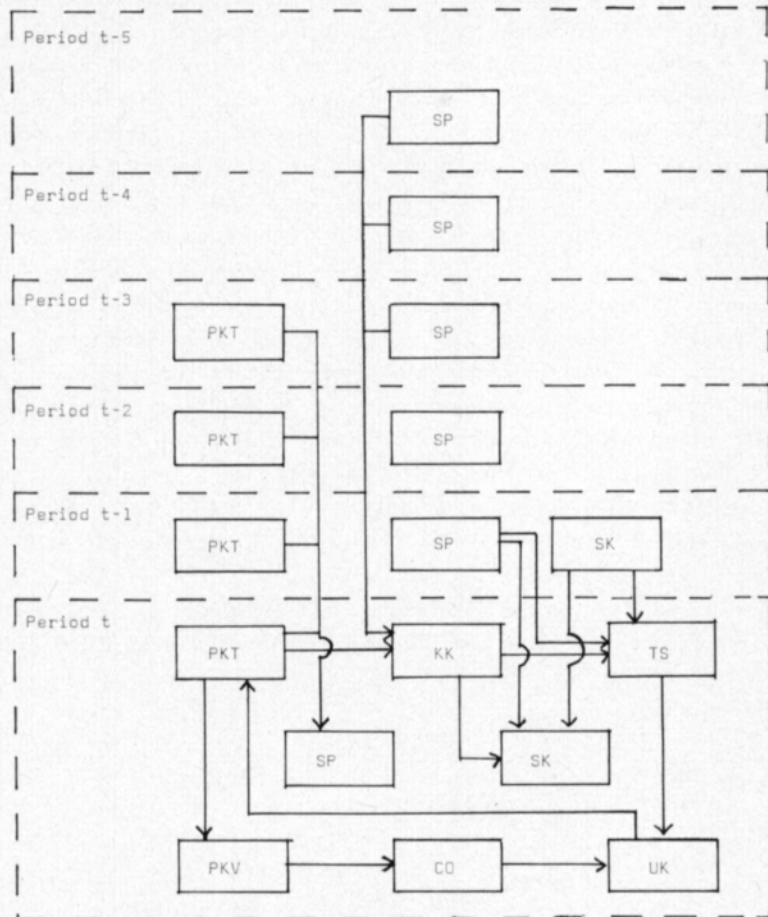 Period t-5
SP
Period t-4
SP
Period t-3
PKT
SP
Period t-2
PKT
SP
Period t-1
PKT
SP
SK
Period t
PKT
KK
TS
SP
SK
PKV
CO
UK